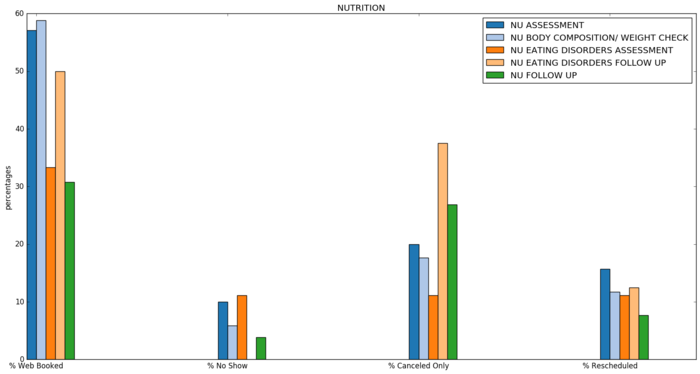 NUTRITION
NU ASSESSMENT
NU BODY COMPOSITION/ WEIGHT CHECK
NU EATING DISORDERS ASSESSMENT
NU EATING DISORDERS FOLLOW UP
NU FOLLOW UP
percentages
60
50
40
30
20
10
0
% Web Booked
% No Show
% Canceled Only
% Rescheduled